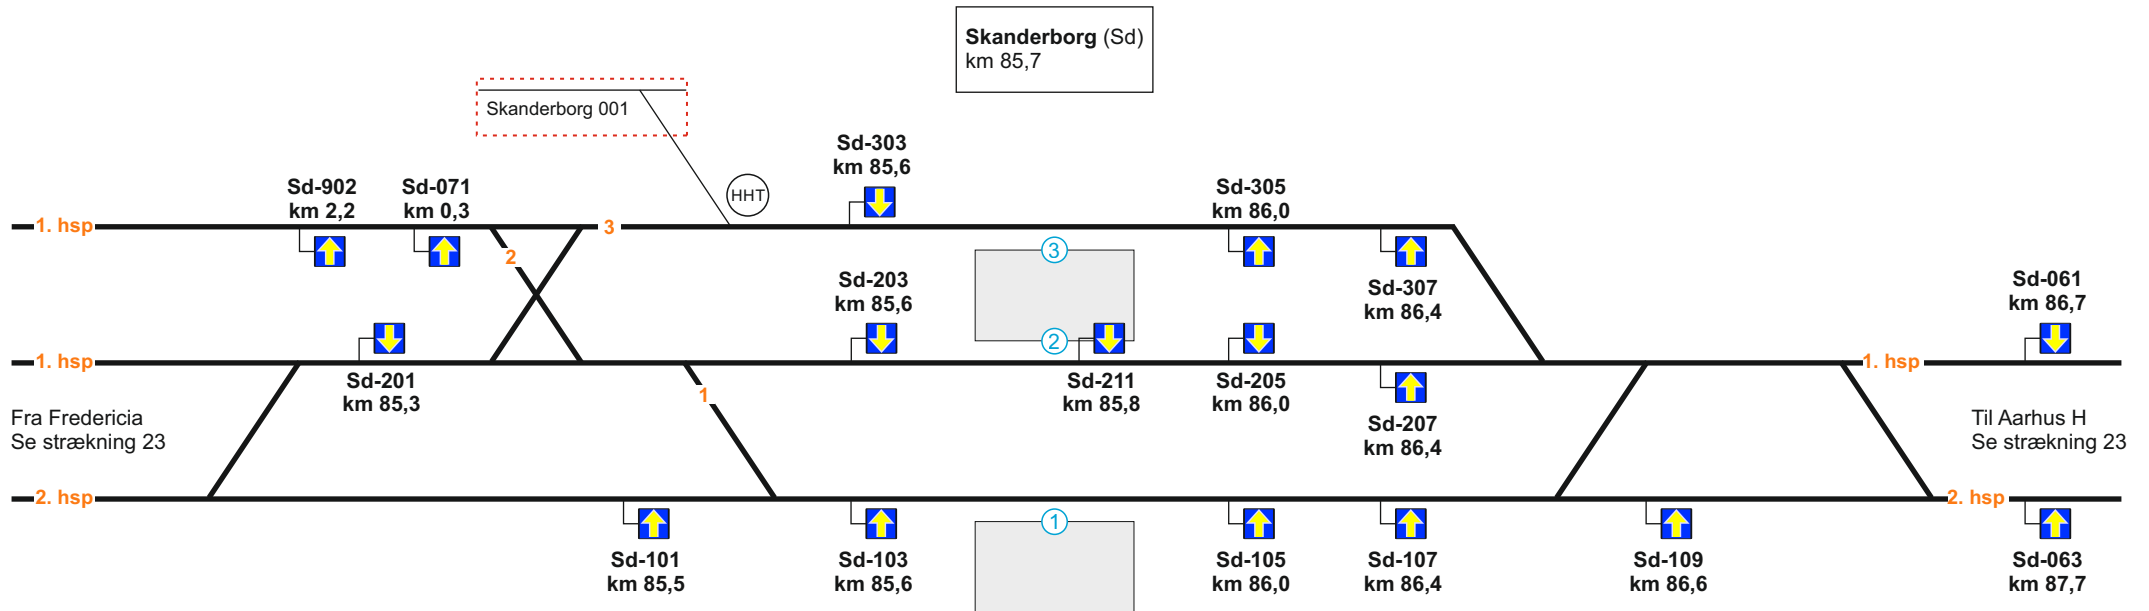 Skanderborg (Sd)
km 85,7
Skanderborg 001
HHT
Sd-303
km 85,6
Sd-902
km 2,2
Sd-071
km 0,3
Sd-305
km 86,0
1. hsp
3
2
3
Sd-307
km 86,4
Sd-203
km 85,6
Sd-061
km 86,7
2
1. hsp
1. hsp
Sd-201
km 85,3
1
Sd-211
km 85,8
Sd-205
km 86,0
Sd-207
km 86,4
Fra Fredericia
Se strækning 23
Til Aarhus H
Se strækning 23
2. hsp
2. hsp
1
Sd-101
km 85,5
Sd-103
km 85,6
Sd-105
km 86,0
Sd-107
km 86,4
Sd-109
km 86,6
Sd-063
km 87,7